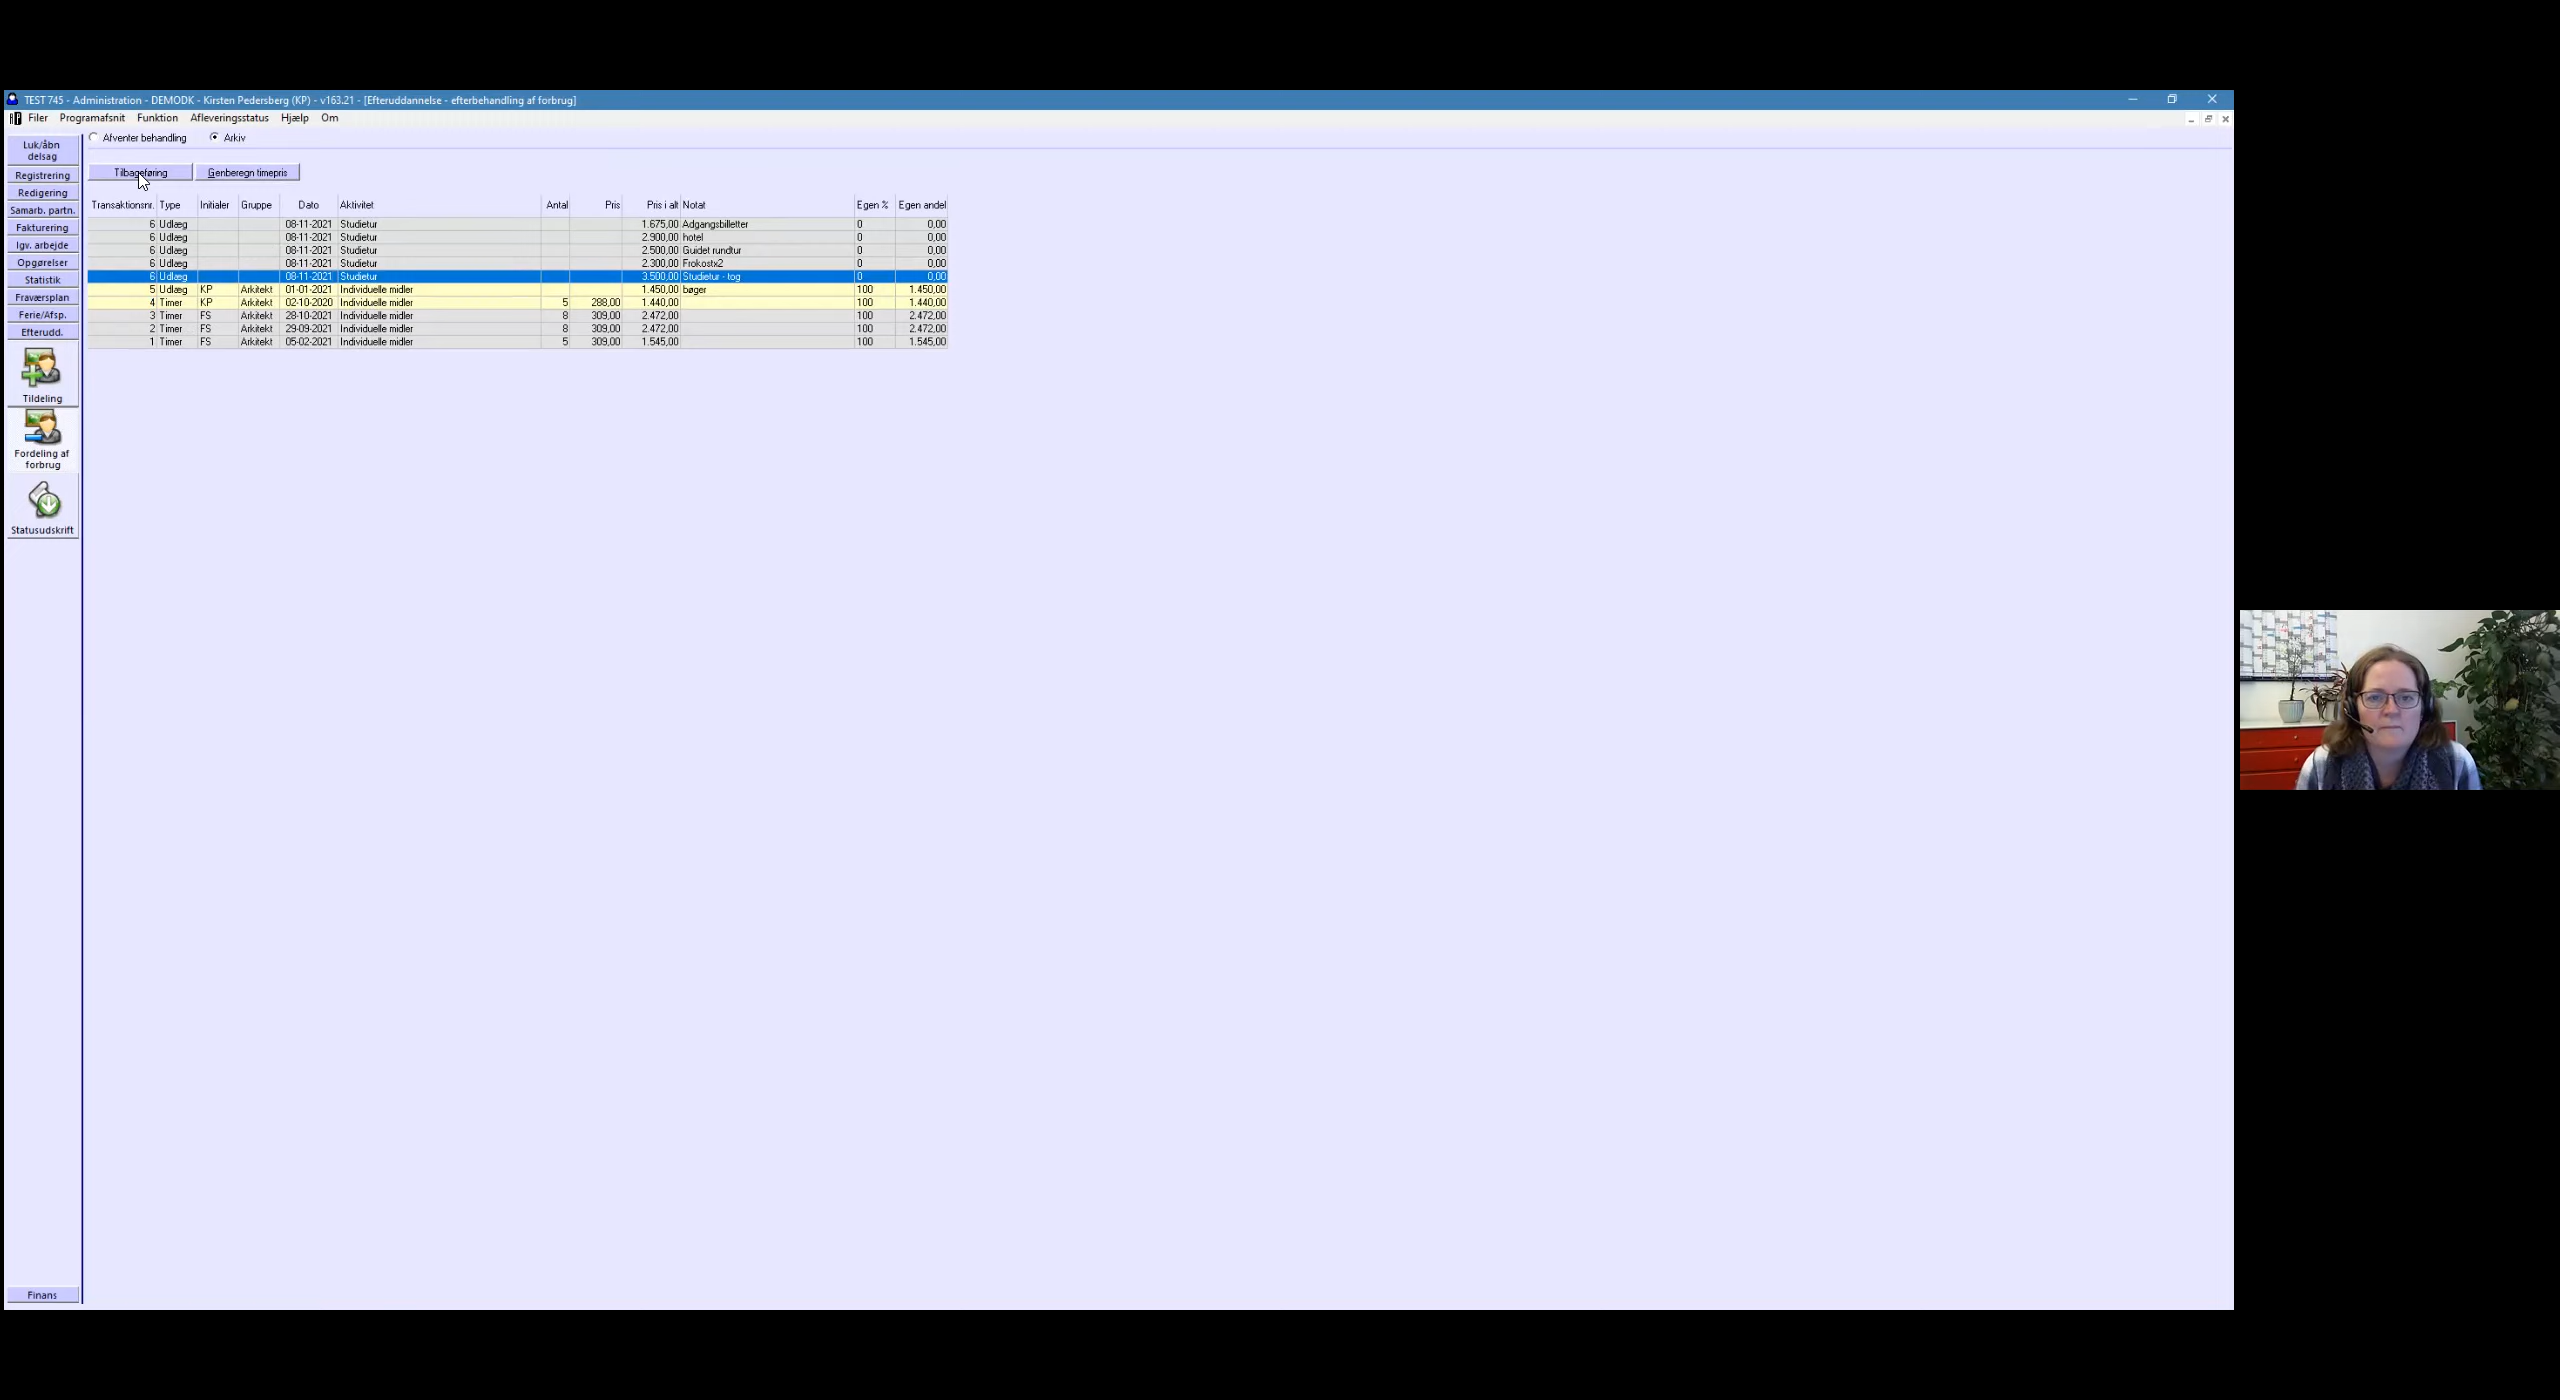 TEST 745 - Administration - DEMODK - Kirsten Pedersberg (KP) - v163.21 - [Efteruddannelse - efterbehandling af forbrug]
Filer Programafsnit Funktion Afleveringsstatus Hjælp Om
Afventer behandling Arkiv
Tilbageføring Genberegn timepris
Luk/åbn
delsag
Registrering
Redigering
Samarb. partn.
Fakturering
Igv. arbejde
Opgørelser
Statistik
Fraværsplan
Ferie/Afsp.
Efterudd.
Tildeling
Fordeling af
forbrug
Statusudskrift
Finans
Transaktionsnr. Type Initialer Gruppe Dato Aktivitet Antal Pris Pris i alt Notat Egen % Egen andel
6 Udlæg 08-11-2021 Studietur 1.675,00 Adgangsbilletter 0 0,00
6 Udlæg 08-11-2021 Studietur 2.900,00 hotel 0 0,00
6 Udlæg 08-11-2021 Studietur 2.500,00 Guidet rundtur 0 0,00
6 Udlæg 08-11-2021 Studietur 2.300,00 Frokostx2 0 0,00
6 Udlæg 08-11-2021 Studietur 3.500,00 Studietur - tog 0 0,00
5 Udlæg KP Arkitekt 01-01-2021 Individuelle midler 1.450,00 bøger 100 1.450,00
4 Timer KP Arkitekt 02-10-2020 Individuelle midler 5 288,00 1.440,00 100 1.440,00
3 Timer FS Arkitekt 28-10-2021 Individuelle midler 8 309,00 2.472,00 100 2.472,00
2 Timer FS Arkitekt 29-09-2021 Individuelle midler 8 309,00 2.472,00 100 2.472,00
1 Timer FS Arkitekt 05-02-2021 Individuelle midler 5 309,00 1.545,00 100 1.545,00